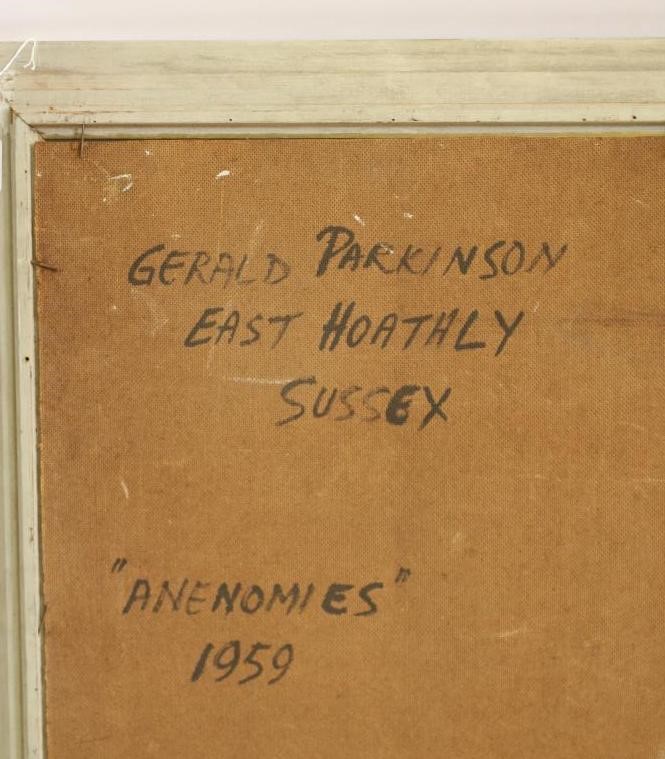 GERALD PARKINSON
EAST HOATHLY
SUSSEX
"ANENOMIES"
1959